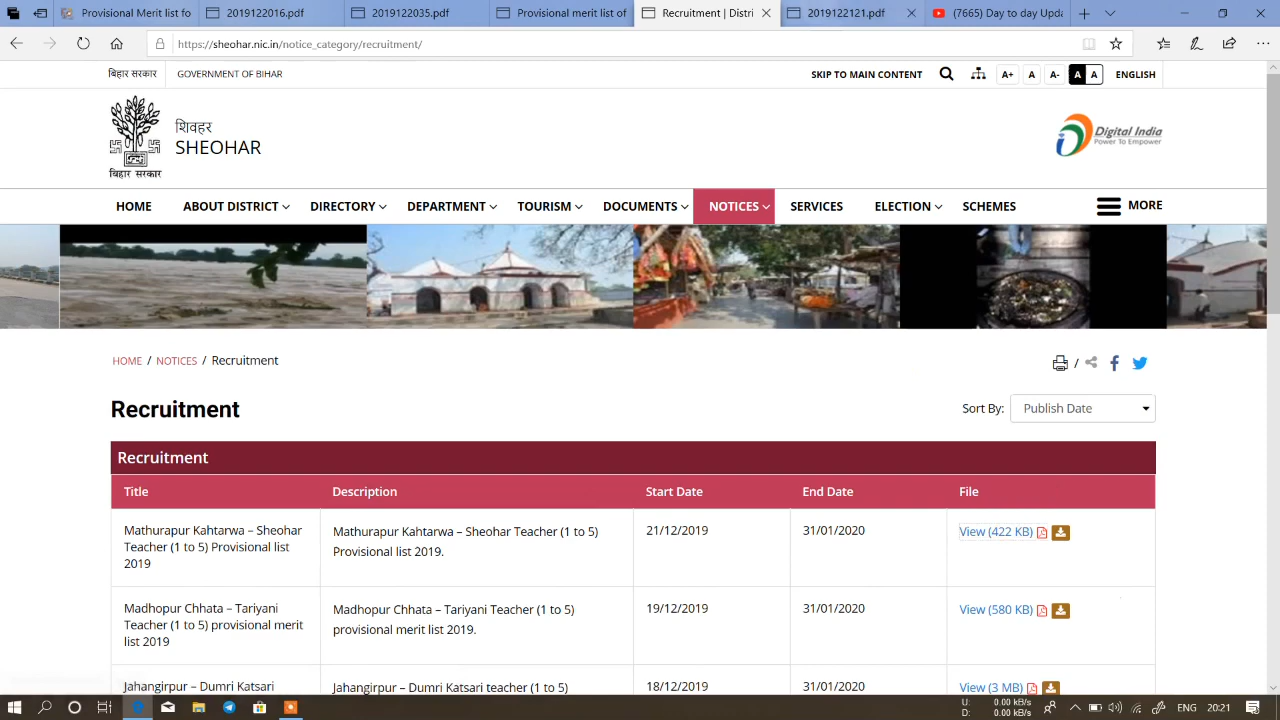 Provisional merit list to
2019122016.pdf
2019122035.pdf
Provisional merit list of
Recruitment | Distri
2019122121.pdf
(7665) Day to day Upda
https://sheohar.nic.in/notice_category/recruitment/
बिहार सरकार
GOVERNMENT OF BIHAR
SKIP TO MAIN CONTENT
A+
A
A-
A
A
ENGLISH
शिवहर
SHEOHAR
बिहार सरकार
Digital India
Power To Empower
HOME
ABOUT DISTRICT
DIRECTORY
DEPARTMENT
TOURISM
DOCUMENTS
NOTICES
SERVICES
ELECTION
SCHEMES
MORE
HOME / NOTICES / Recruitment
Recruitment
Sort By: Publish Date
Recruitment
Title Description Start Date End Date File
Mathurapur Kahtarwa – Sheohar
Teacher (1 to 5) Provisional list
2019
Mathurapur Kahtarwa – Sheohar Teacher (1 to 5)
Provisional list 2019.
21/12/2019
31/01/2020
View (422 KB)
Madhopur Chhata – Tariyani
Teacher (1 to 5) provisional merit
list 2019
Madhopur Chhata – Tariyani Teacher (1 to 5)
provisional merit list 2019.
19/12/2019
31/01/2020
View (580 KB)
Jahangirpur – Dumri Katsari
Jahangirpur – Dumri Katsari teacher (1 to 5)
18/12/2019
31/01/2020
View (3 MB)
U: 0.00 kB/s
D: 0.00 kB/s
ENG
20:21